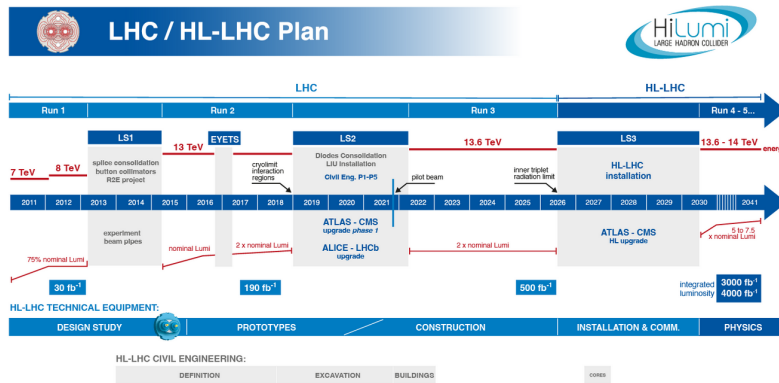 LHC / HL-LHC Plan
HiLumi
LARGE HADRON COLLIDER
LHC
HL-LHC
Run 1
Run 2
Run 3
Run 4 - 5...
LS1
EYETS
LS2
LS3
13 TeV
13.6 TeV
13.6 - 14 TeV
energy
7 TeV
8 TeV
splice consolidation
button collimators
R2E project
cryolimit
interaction
regions
Diodes Consolidation
LIU Installation
Civil Eng. P1-P5
pilot beam
inner triplet
radiation limit
HL-LHC
installation
2011 2012 2013 2014 2015 2016 2017 2018 2019 2020 2021 2022 2023 2024 2025 2026 2027 2028 2029 2030 2041
experiment
beam pipes
ATLAS - CMS
upgrade phase 1
ALICE - LHCb
upgrade
ATLAS - CMS
HL upgrade
5 to 7.5
x nominal Lumi
75% nominal Lumi
nominal Lumi
2 x nominal Lumi
2 x nominal Lumi
30 fb⁻¹
190 fb⁻¹
500 fb⁻¹
integrated
luminosity
3000 fb⁻¹
4000 fb⁻¹
HL-LHC TECHNICAL EQUIPMENT:
DESIGN STUDY
PROTOTYPES
CONSTRUCTION
INSTALLATION & COMM.
PHYSICS
HL-LHC CIVIL ENGINEERING:
DEFINITION
EXCAVATION
BUILDINGS
CORES